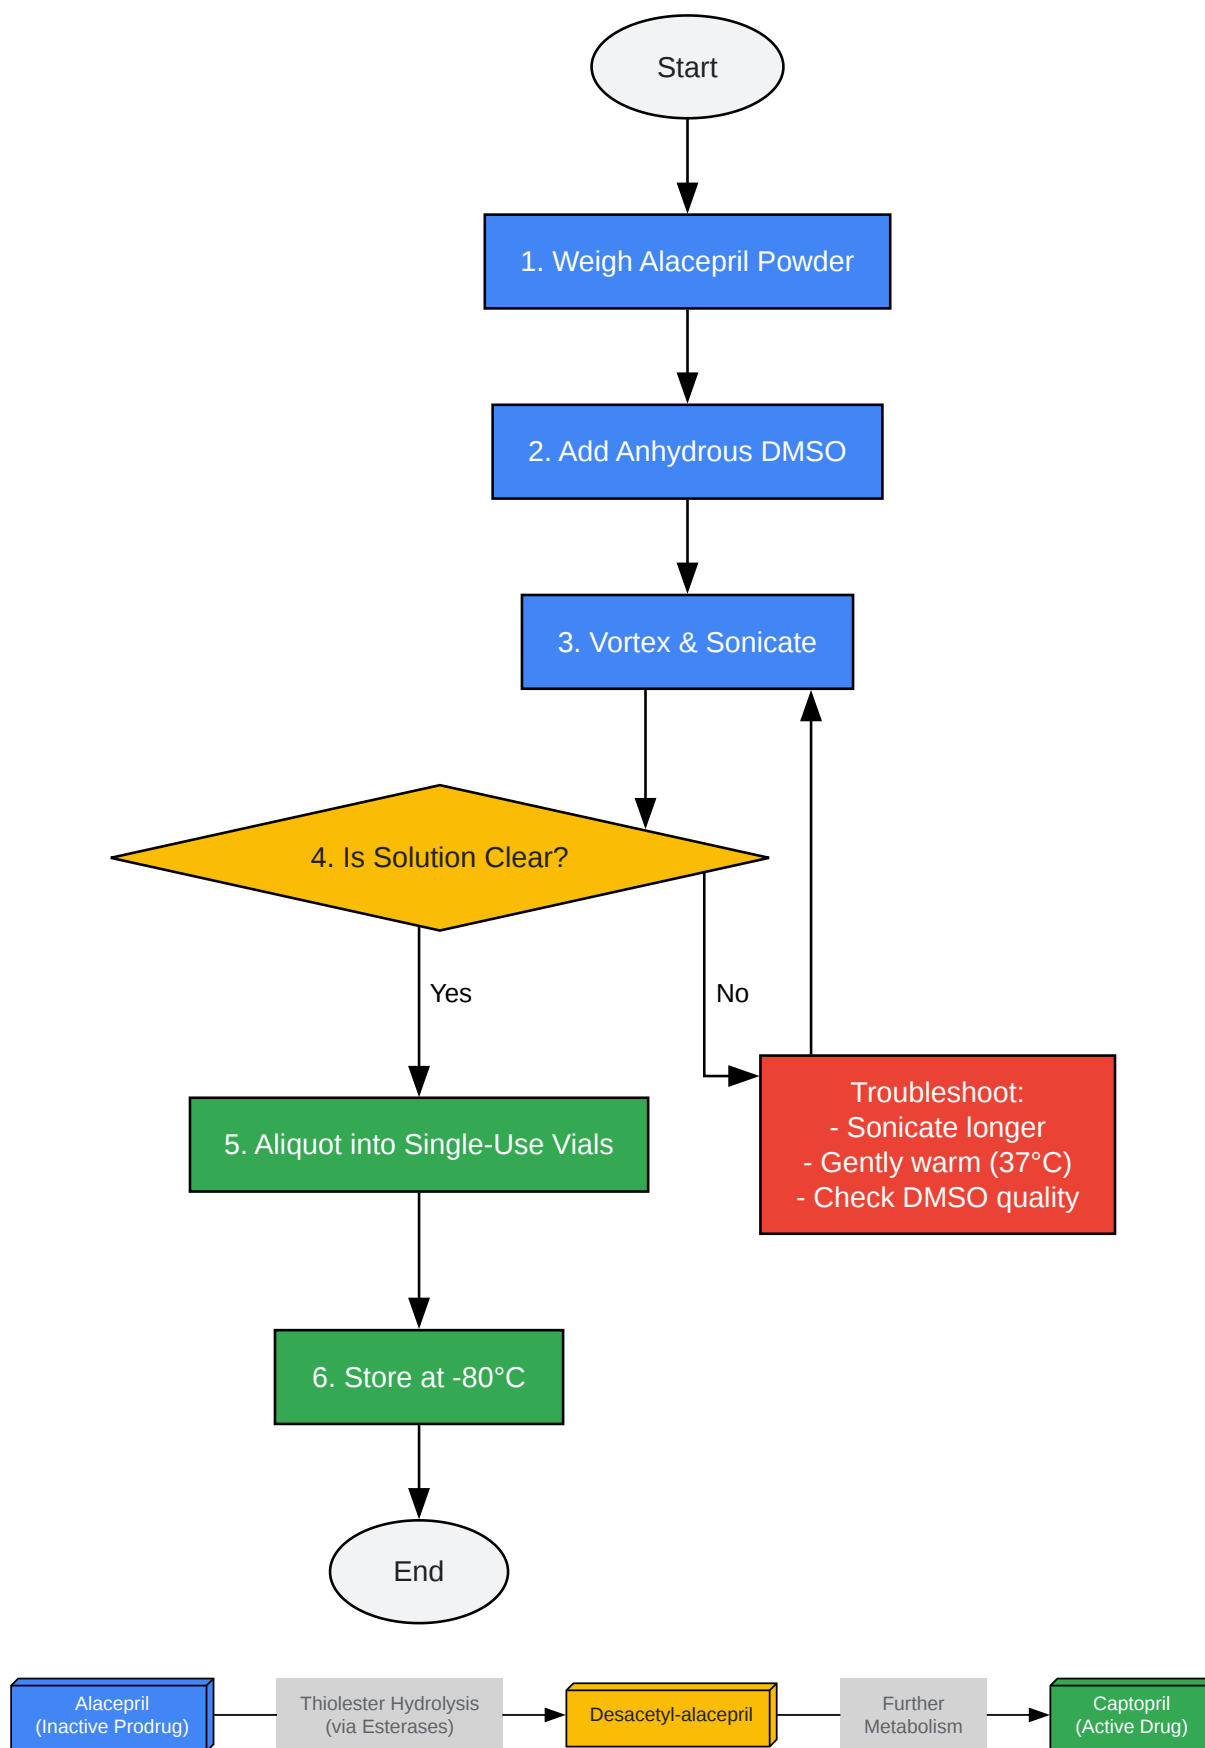 Start
1. Weigh Alacepril Powder
2. Add Anhydrous DMSO
3. Vortex & Sonicate
4. Is Solution Clear?
Yes
No
Troubleshoot:
- Sonicate longer
- Gently warm (37°C)
- Check DMSO quality
5. Aliquot into Single-Use Vials
6. Store at -80°C
End
Alacepril
(Inactive Prodrug)
Thiolester Hydrolysis
(via Esterases)
Desacetyl-alacepril
Further
Metabolism
Captopril
(Active Drug)